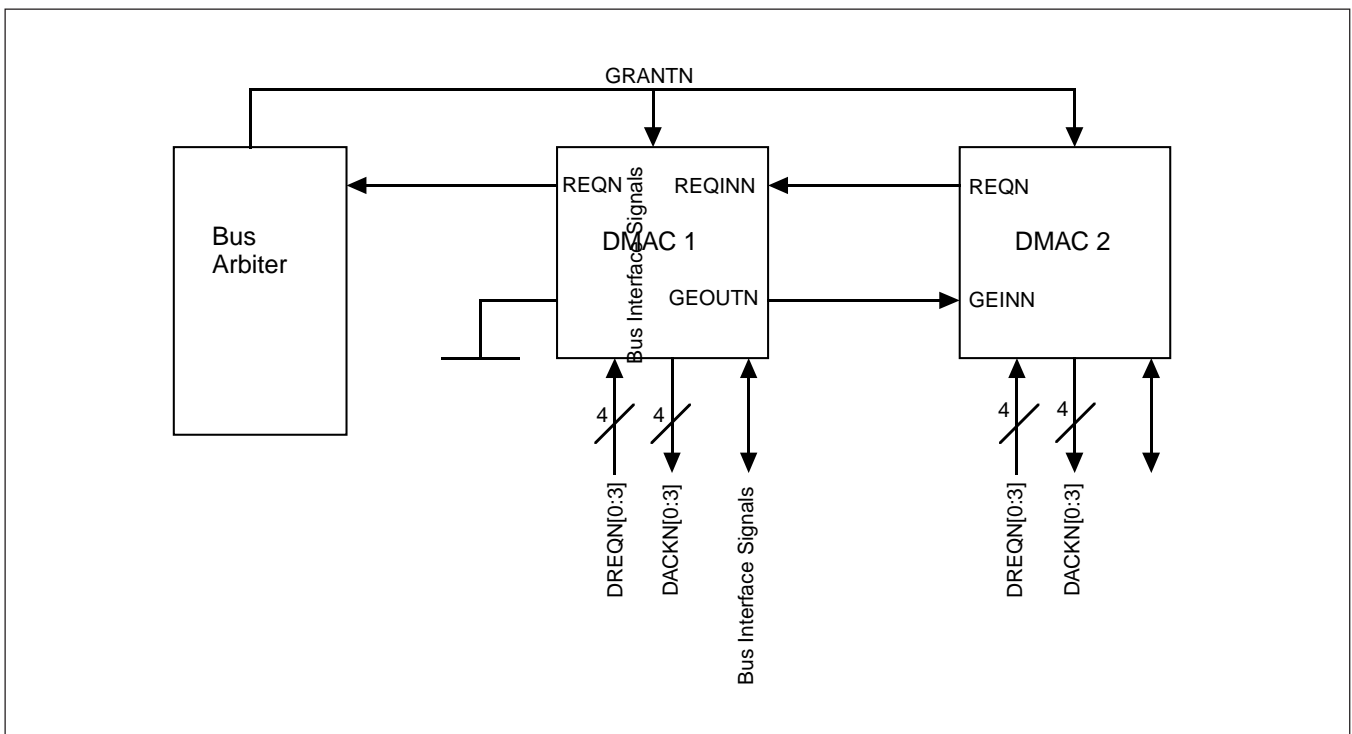 GRANTN
REQN
REQINN
REQN
Bus
Arbiter
DMAC 1
DMAC 2
Bus Interface Signals
GEOUTN
GEINN
4
4
4
4
DREQN[0:3]
DACKN[0:3]
Bus Interface Signals
DREQN[0:3]
DACKN[0:3]